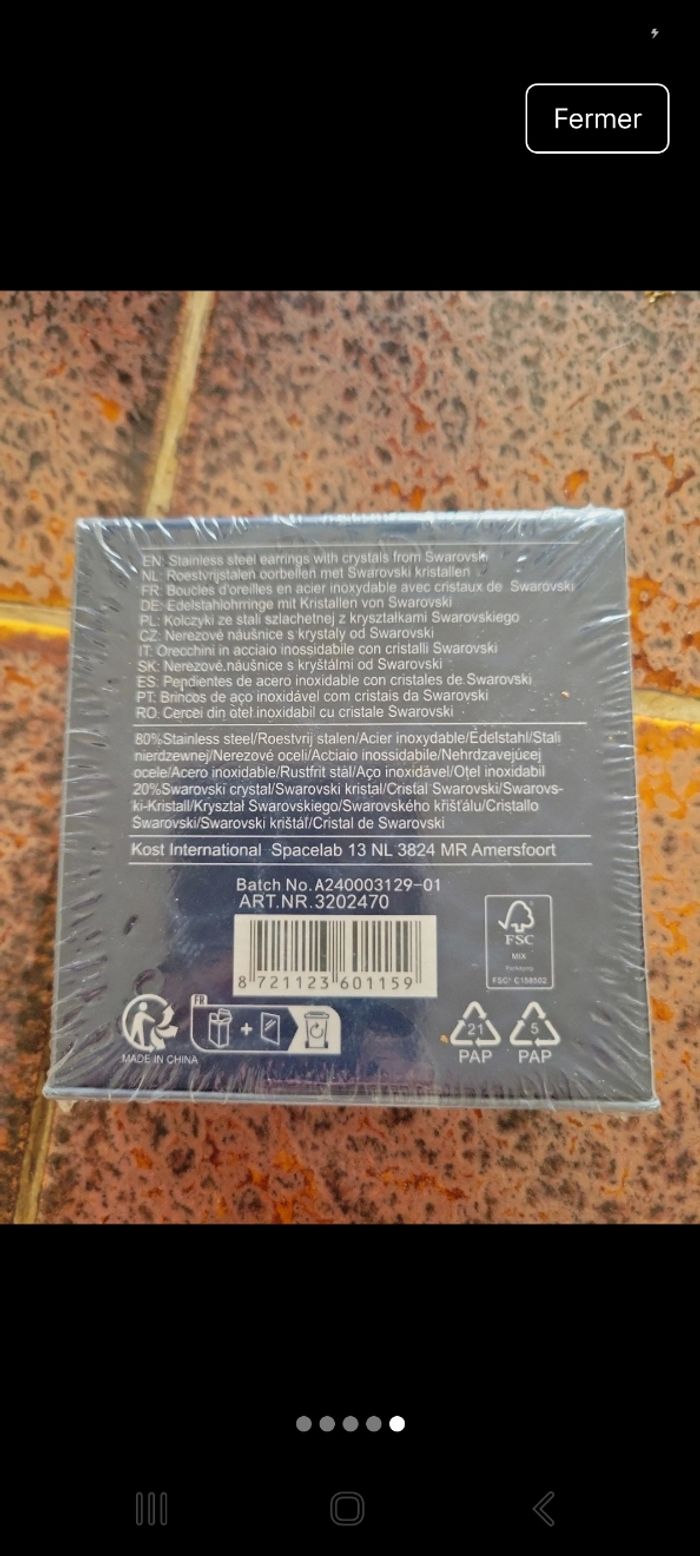 Fermer
EN: Stainless steel earrings with crystals from Swarovski
NL: Roestvrijstalen oorbellen met Swarovski kristallen
FR: Boucles d'oreilles en acier inoxydable avec cristaux de Swarovski
DE: Edelstahlohrringe mit Kristallen von Swarovski
PL: Kolczyki ze stali szlachetnej z kryształkami Swarovskiego
CZ: Nerezové náušnice s krystaly od Swarovski
IT: Orecchini in acciaio inossidabile con cristalli Swarovski
SK: Nerezové náušnice s kryštálmi od Swarovski
ES: Pendientes de acero inoxidable con cristales de Swarovski
PT: Brincos de aço inoxidável com cristais da Swarovski
RO: Cercei din oțel inoxidabil cu cristale Swarovski
80%Stainless steel/Roestvrij stalen/Acier inoxydable/Edelstahl/Stali
nierdzewnej/Nerezové oceli/Acciaio inossidabile/Nehrdzavejúcej
ocele/Acero inoxidable/Rustfrit stål/Aço inoxidável/Oțel inoxidabil
20%Swarovski crystal/Swarovski kristal/Cristal Swarovski/Swarovs-
ki-Kristall/Kryształ Swarovskiego/Swarovského křišťálu/Cristallo
Swarovski/Swarovski krištáľ/Cristal de Swarovski
Kost International Spacelab 13 NL 3824 MR Amersfoort
Batch No. A240003129-01
ART.NR.3202470
8 721123 601159
FSC
MIX
Packaging
FSC® C158502
FR
MADE IN CHINA
21
PAP
5
PAP